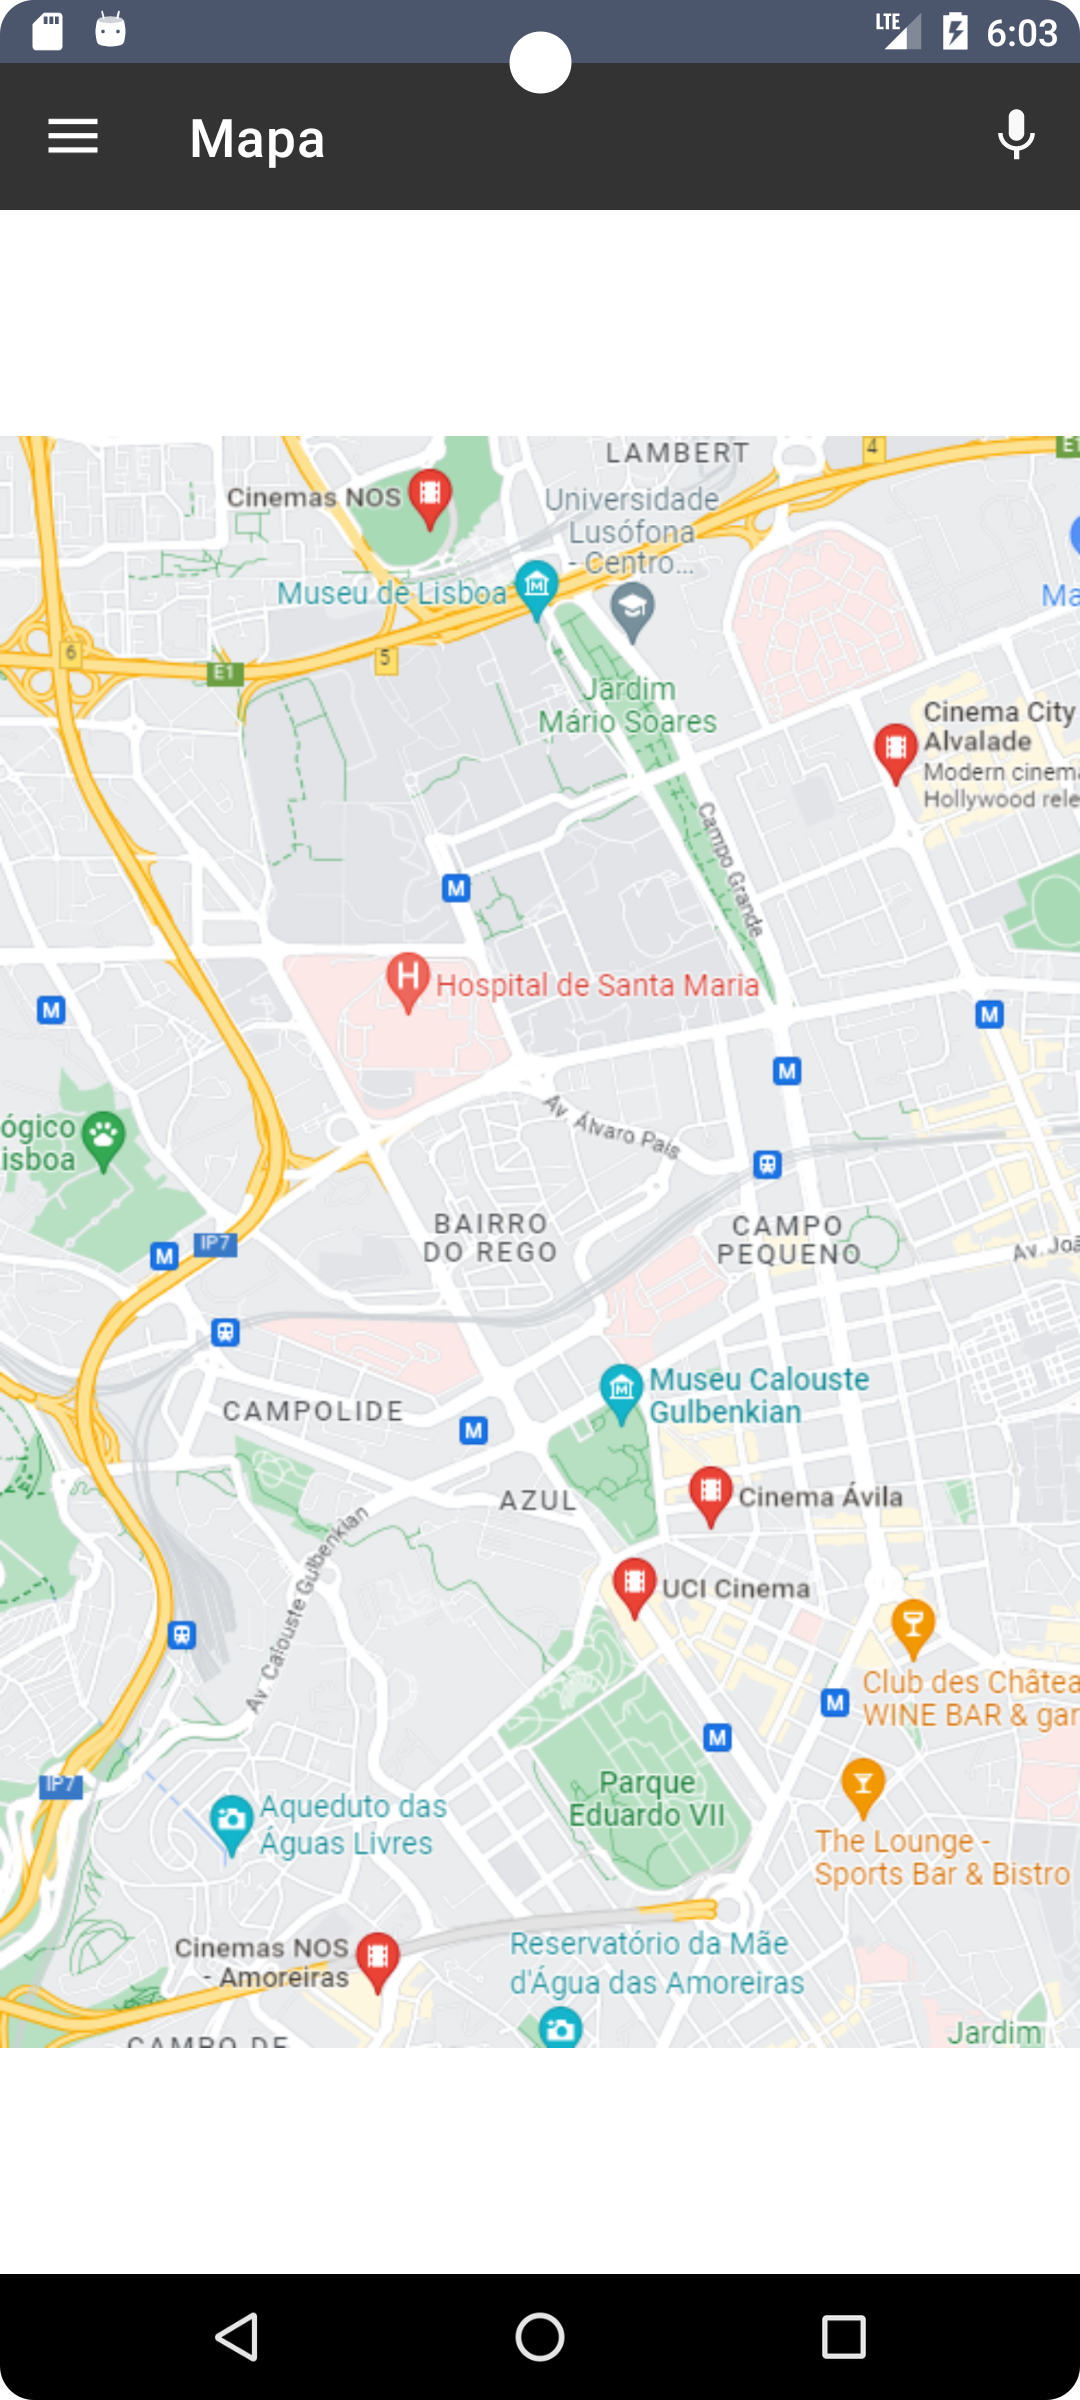 LTE 6:03
Mapa
LAMBERT
4
Cinemas NOS
Universidade
Lusófona
- Centro...
Museu de Lisboa
6
E1
5
Jardim
Mário Soares
Cinema City
Alvalade
Modern cinema
Hollywood rele
Campo Grande
M
H
Hospital de Santa Maria
M
M
M
Av. Álvaro Pais
ógico
isboa
BAIRRO
DO REGO
CAMPO
PEQUENO
IP7
M
Av. Joã
Museu Calouste
Gulbenkian
CAMPOLIDE
M
AZUL
Cinema Ávila
Av Calouste Gulbenkian
UCI Cinema
Club des Châtea
WINE BAR & gar
M
M
IP7
Parque
Eduardo VII
Aqueduto das
Águas Livres
The Lounge -
Sports Bar & Bistro
Cinemas NOS
- Amoreiras
Reservatório da Mãe
d'Água das Amoreiras
Jardim